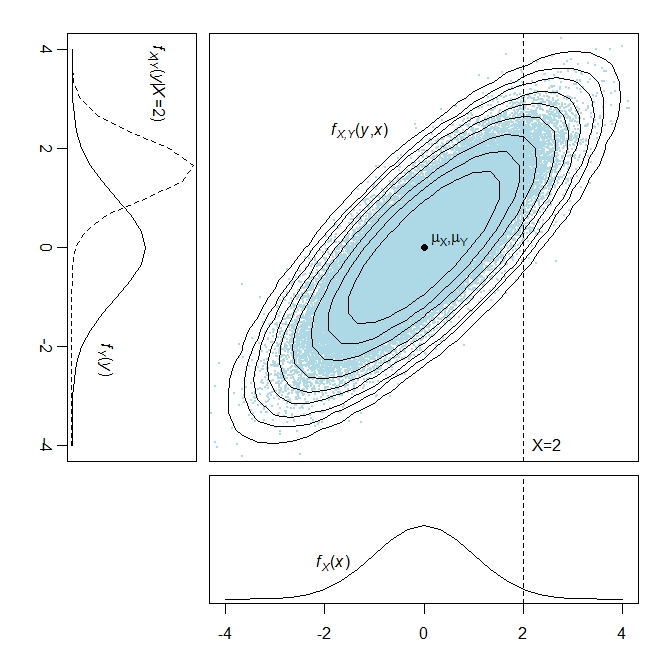 4
2
0
-2
-4
f_{X|Y}(y|X=2)
f_Y(y)
f_{X,Y}(y,x)
μ_X,μ_Y
X=2
f_X(x)
-4 -2 0 2 4